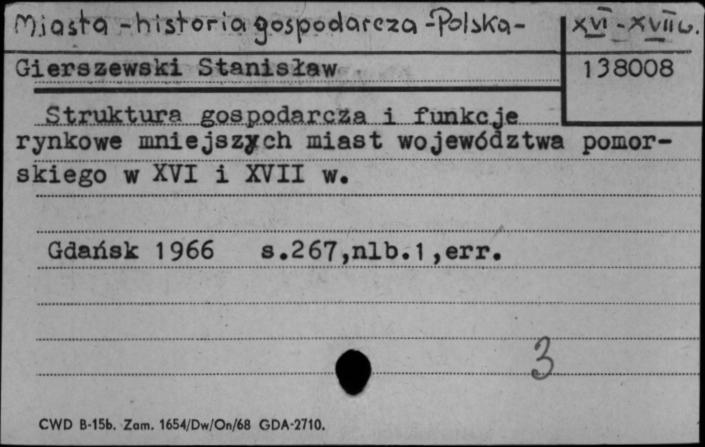 Miasta - historia gospodarcza - Polska - XVI - XVII w.
Gierszewski Stanisław
138008
Struktura gospodarcza i funkcje
rynkowe mniejszych miast województwa pomor-
skiego w XVI i XVII w.
Gdańsk 1966 s.267,nlb.1,err.
3
CWD B-15b. Zam. 1654/Dw/On/68 GDA-2710.